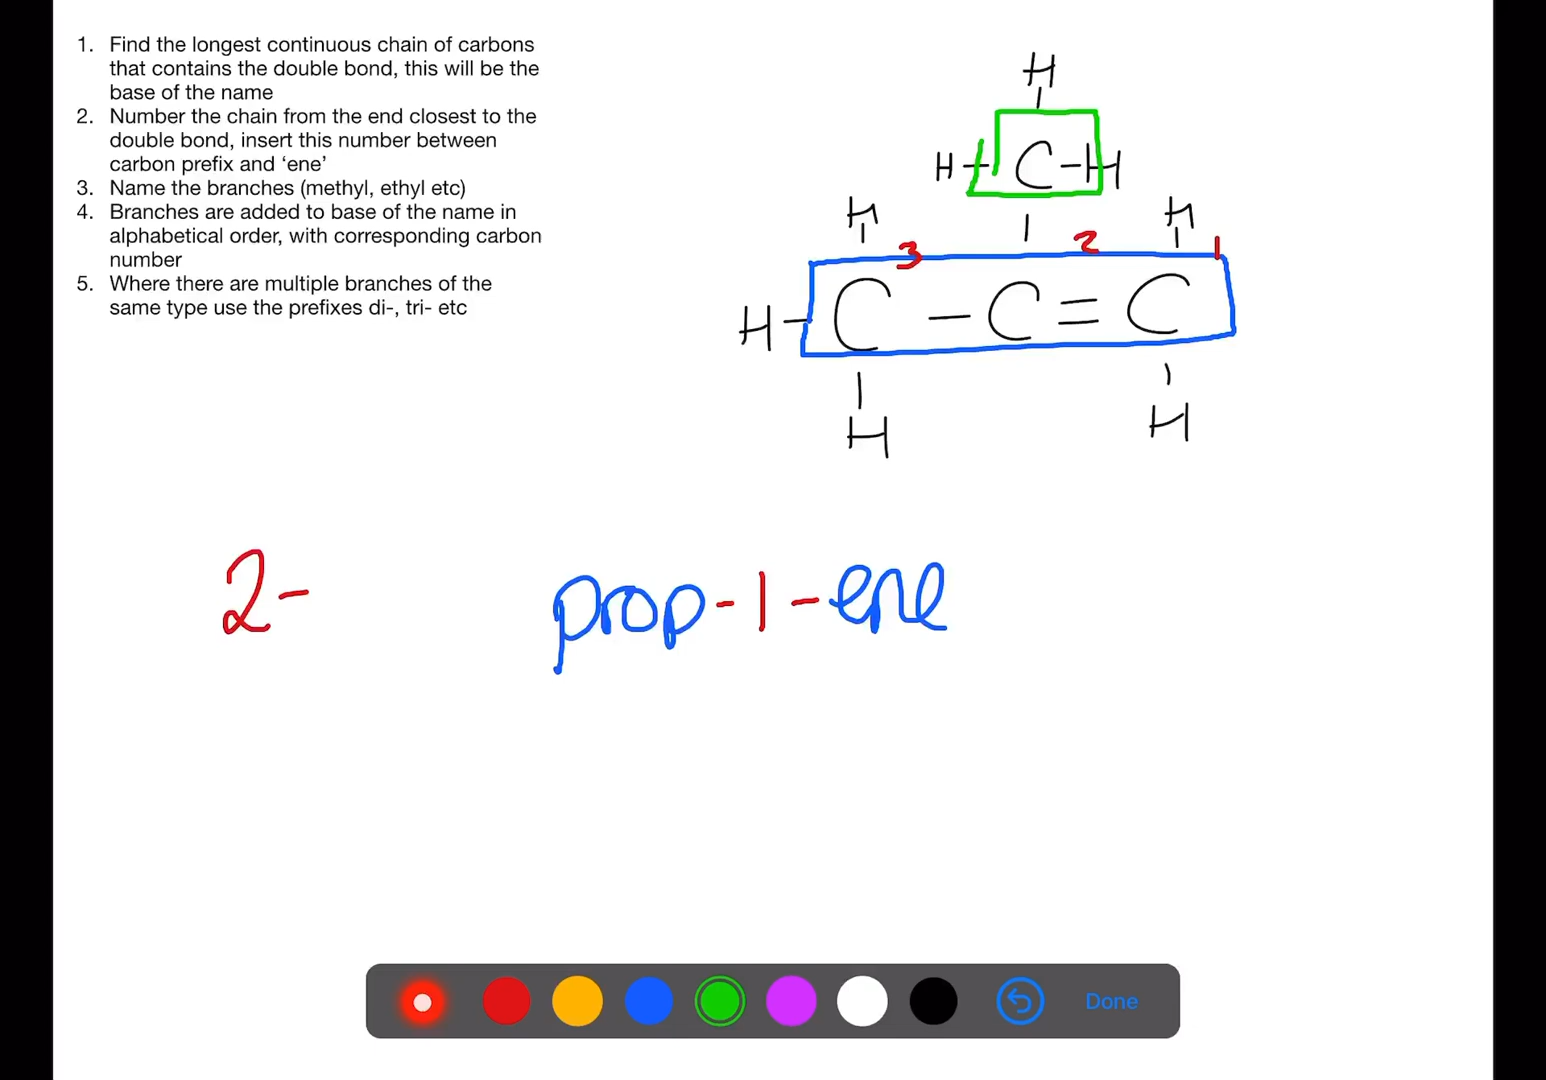 1. Find the longest continuous chain of carbons
that contains the double bond, this will be the
base of the name
2. Number the chain from the end closest to the
double bond, insert this number between
carbon prefix and ‘ene’
3. Name the branches (methyl, ethyl etc)
4. Branches are added to base of the name in
alphabetical order, with corresponding carbon
number
5. Where there are multiple branches of the
same type use the prefixes di-, tri- etc
H
H - C - H
H H
3 2 1
H - C - C = C
H H
2- prop-1-ene
Done